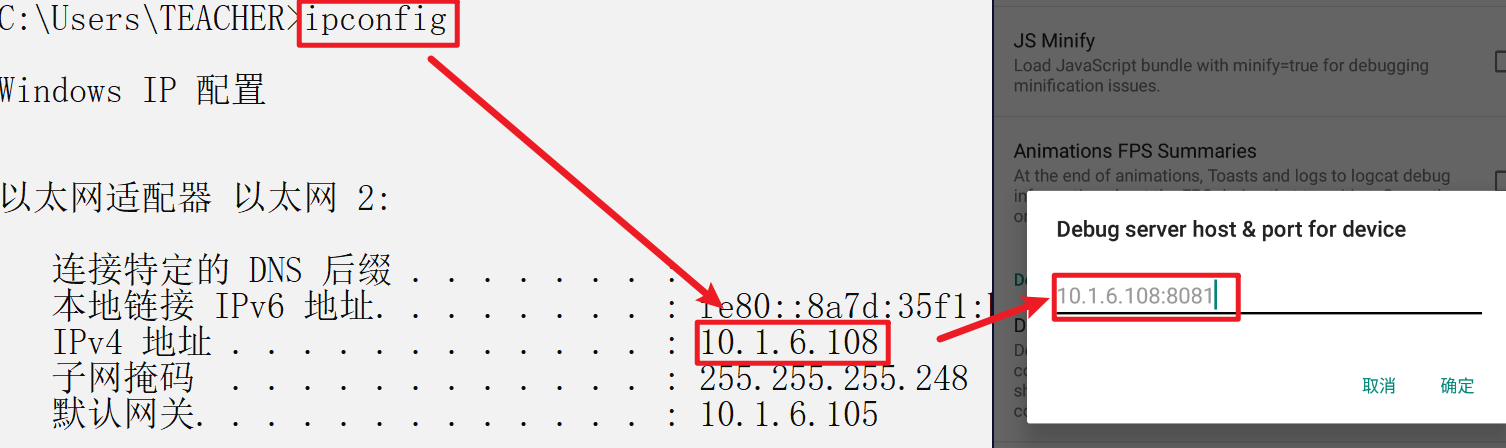 C:\Users\TEACHER>ipconfig
Windows IP 配置
以太网适配器 以太网 2:
连接特定的 DNS 后缀 . . . . . . . . :
本地链接 IPv6 地址. . . . . . . . : fe80::8a7d:35f1:
IPv4 地址 . . . . . . . . . . . . : 10.1.6.108
子网掩码 . . . . . . . . . . . . : 255.255.255.248
默认网关. . . . . . . . . . . . . : 10.1.6.105
JS Minify
Load JavaScript bundle with minify=true for debugging
minification issues.
Animations FPS Summaries
At the end of animations, Toasts and logs to logcat debug
Debug server host & port for device
10.1.6.108:8081
取消 确定